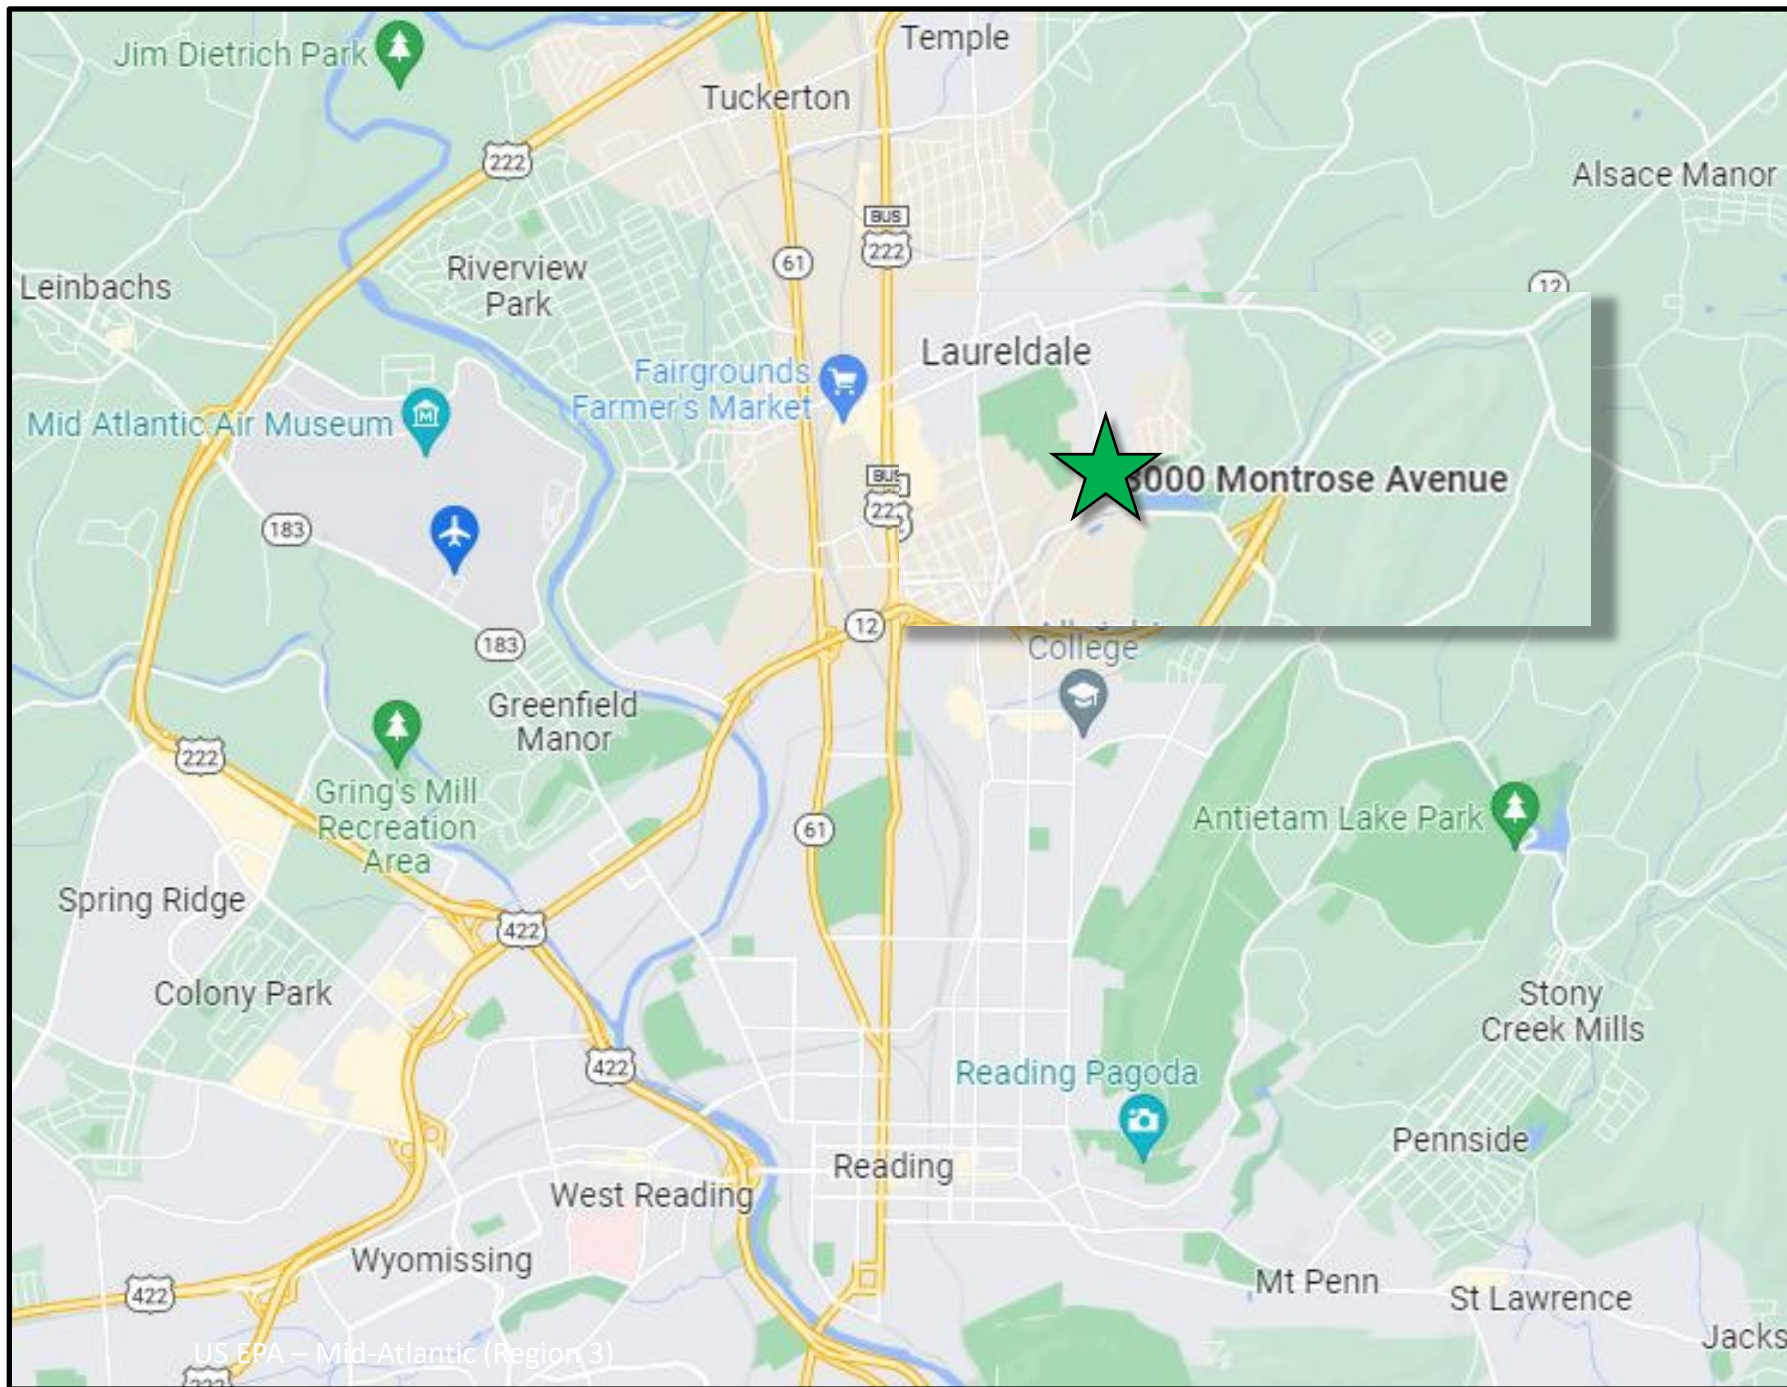 Jim Dietrich Park
Temple
Tuckerton
222
Alsace Manor
BUS
222
61
Riverview
Park
Leinbachs
12
Laureldale
Fairgrounds
Farmer's Market
Mid Atlantic Air Museum
BUS
222
000 Montrose Avenue
183
12
183
College
Greenfield
Manor
222
Gring's Mill
Recreation
Area
61
Antietam Lake Park
Spring Ridge
422
Colony Park
Stony
Creek Mills
422
Reading Pagoda
Pennside
Reading
West Reading
Wyomissing
422
Mt Penn
St Lawrence
Jacks
US EPA – Mid-Atlantic (Region 3)